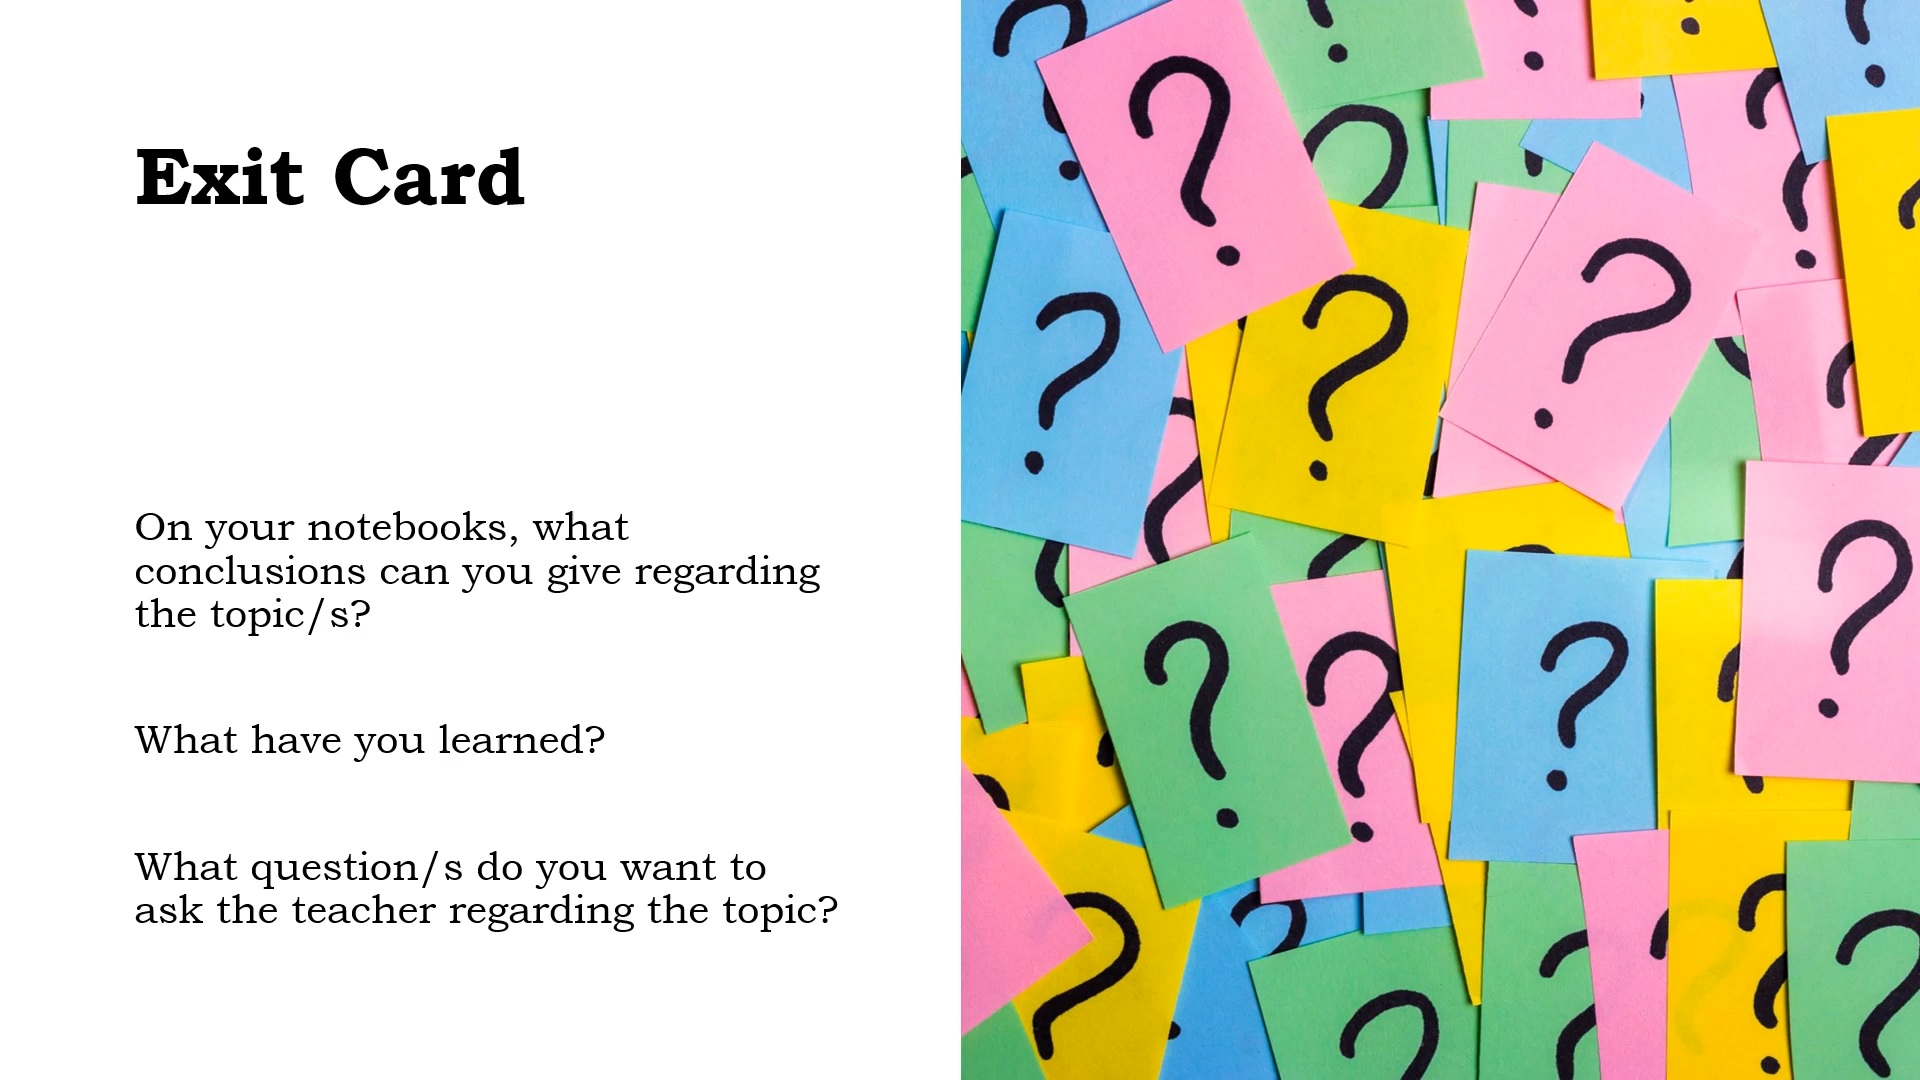 Exit Card
On your notebooks, what
conclusions can you give regarding
the topic/s?
What have you learned?
What question/s do you want to
ask the teacher regarding the topic?